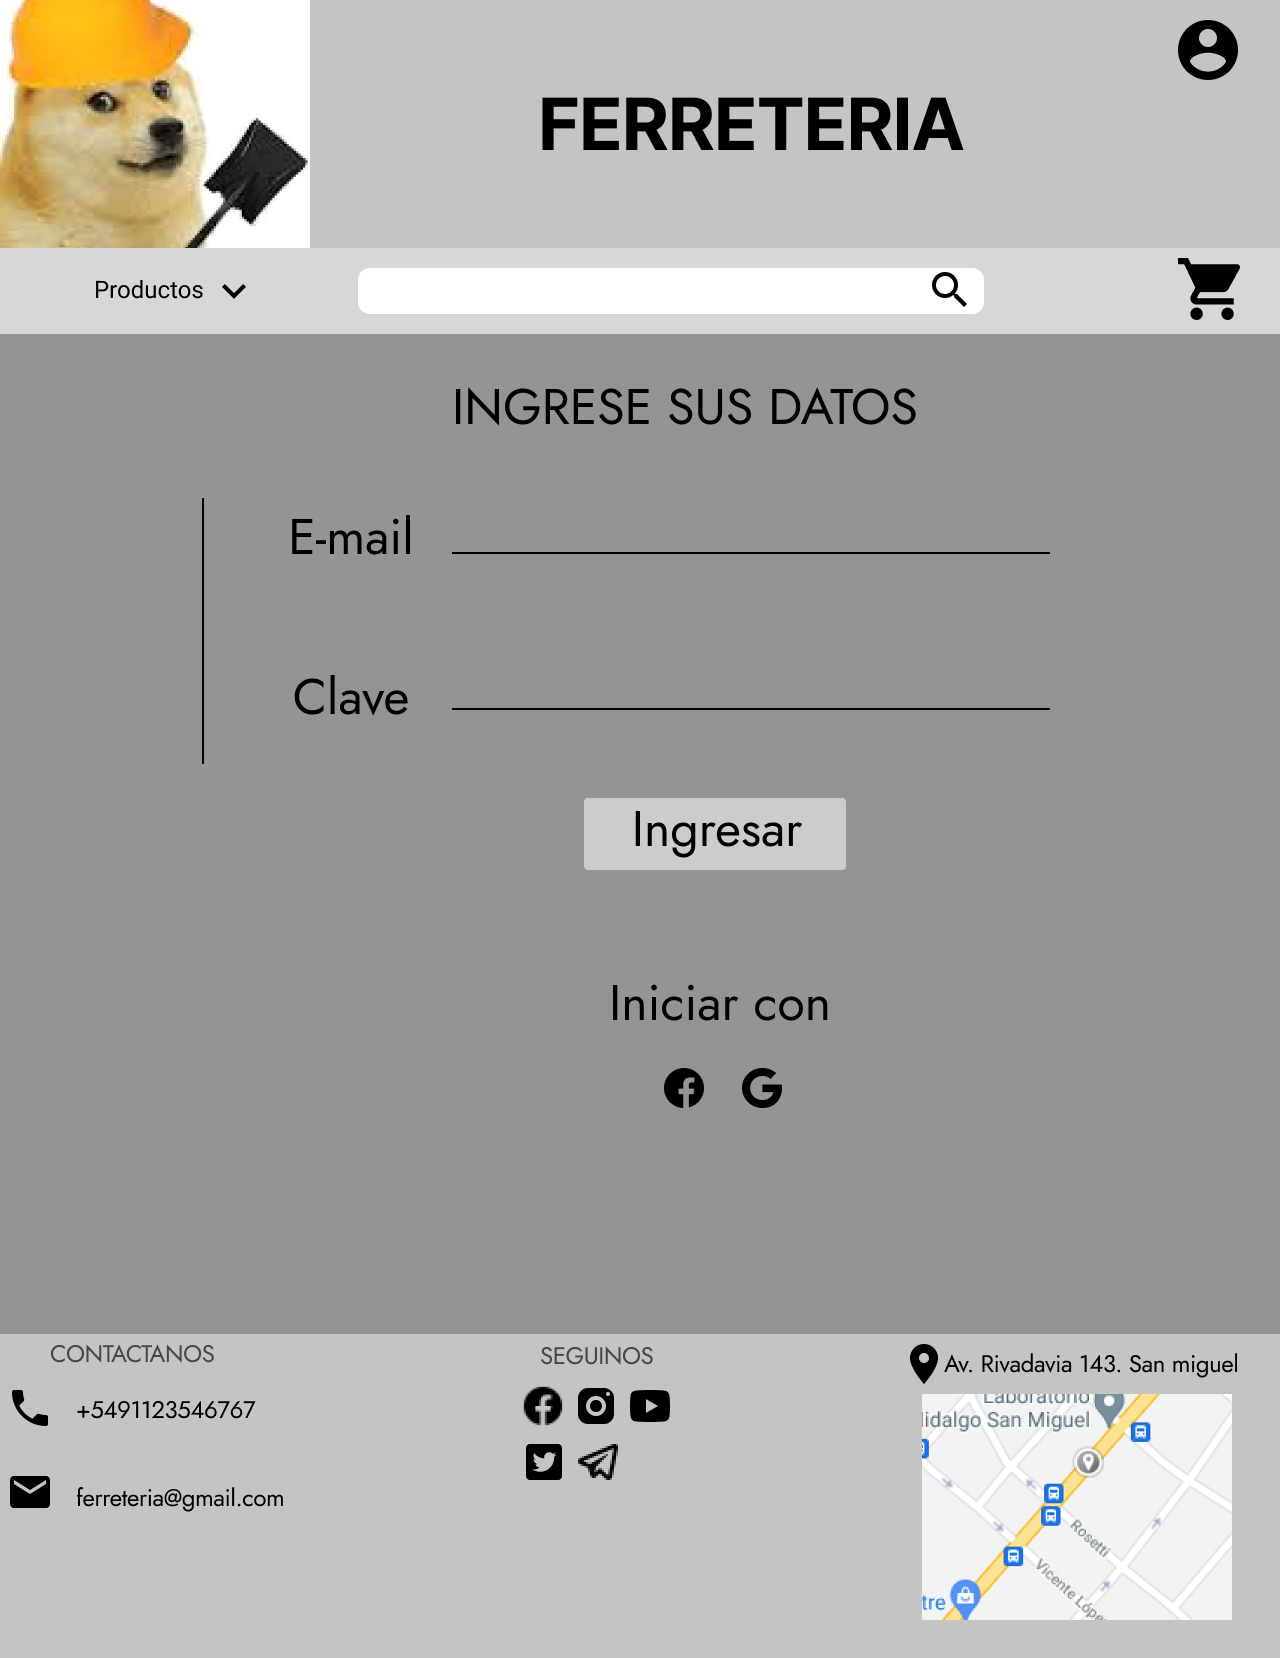 FERRETERIA
Productos
INGRESE SUS DATOS
E-mail
Clave
Ingresar
Iniciar con
CONTACTANOS
+5491123546767
ferreteria@gmail.com
SEGUINOS
Av. Rivadavia 143. San miguel
Laboratorio
lidalgo San Miguel
Rosetti
Vicente Lópe
tre